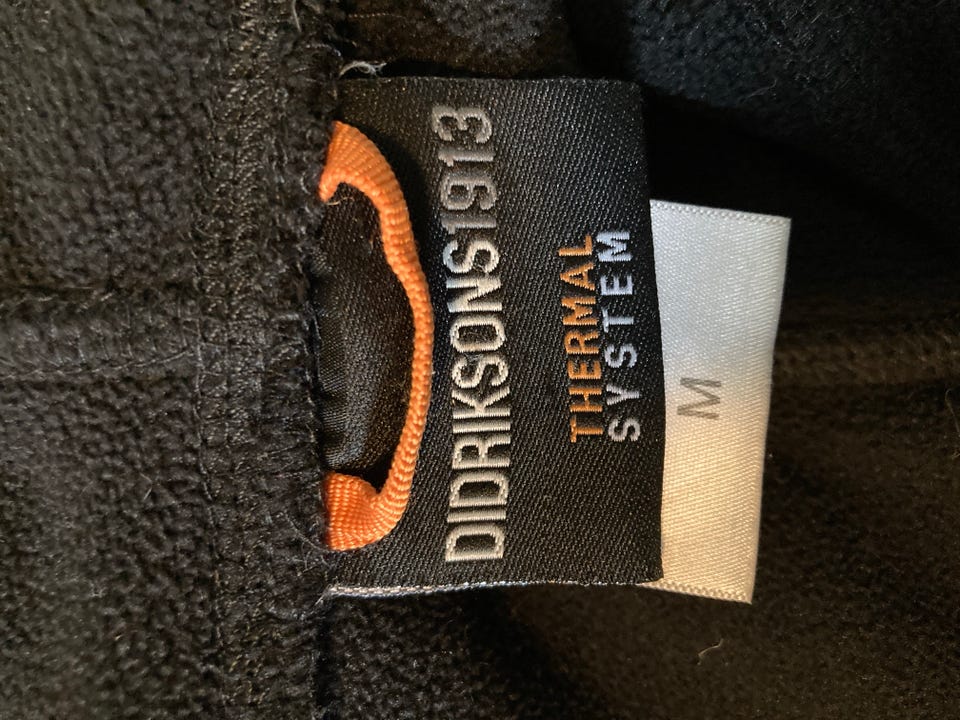 DIDRIKSONS1913
THERMAL
SYSTEM
M